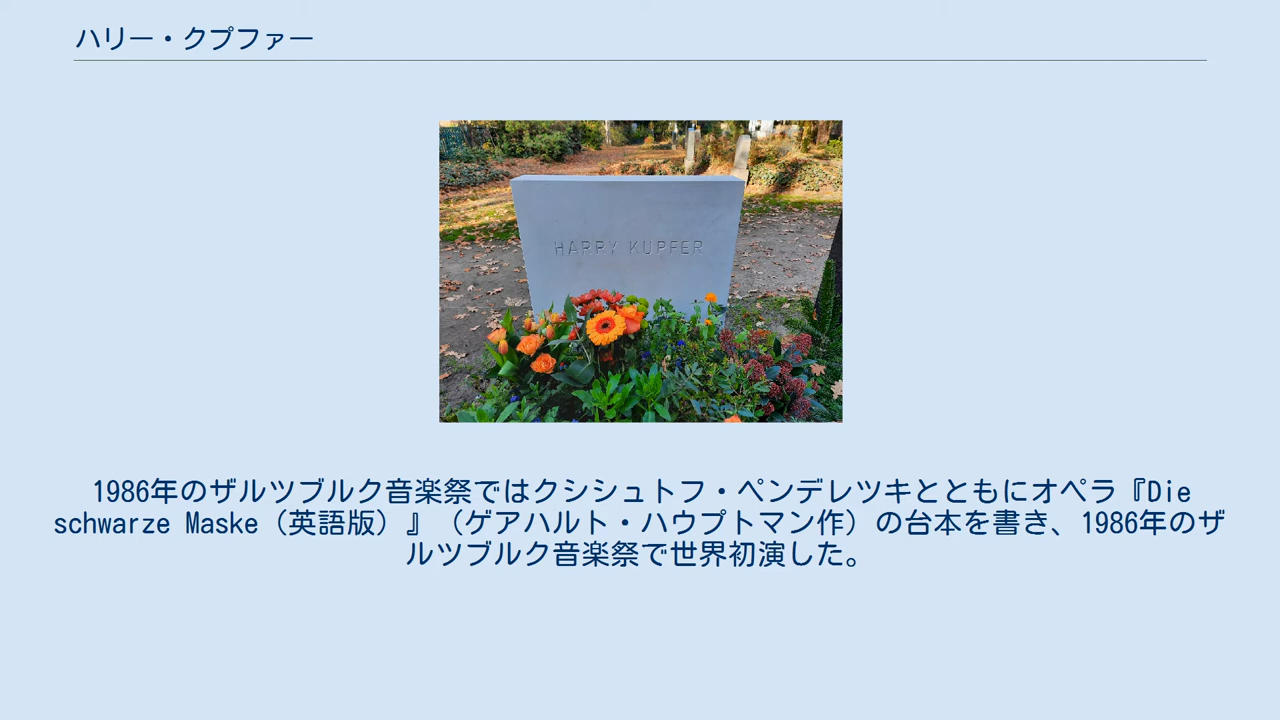 ハリー・クプファー
HARRY KUPFER
1986年のザルツブルク音楽祭ではクシシュトフ・ペンデレツキとともにオペラ『Die
schwarze Maske（英語版）』（ゲアハルト・ハウプトマン作）の台本を書き、1986年のザ
ルツブルク音楽祭で世界初演した。